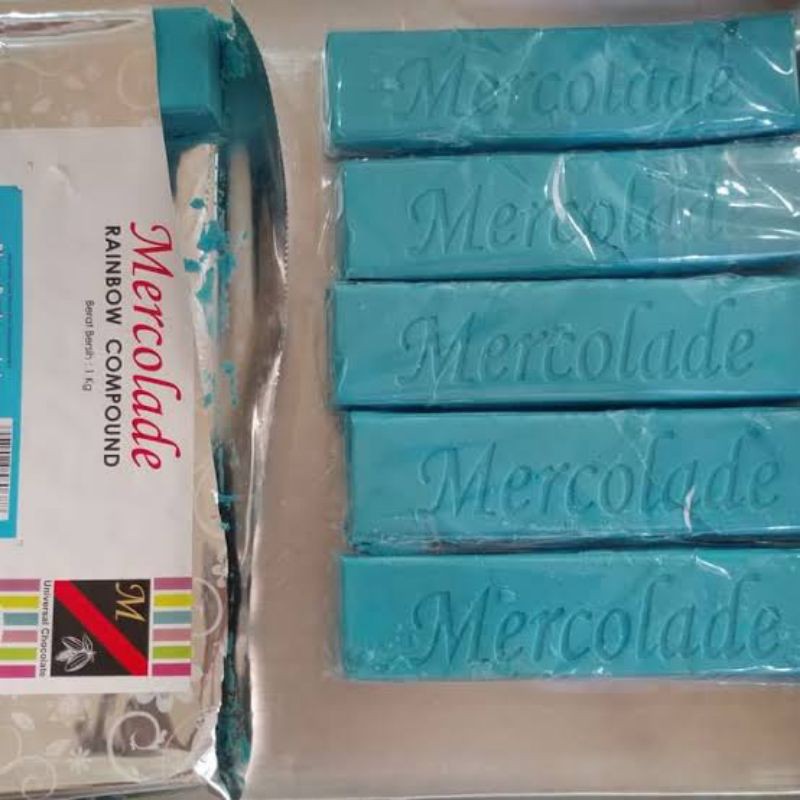 Mercolade
RAINBOW COMPOUND
Berat Bersih : 1 Kg
M
Universal Chocolate
Mercolade
Mercolade
Mercolade
Mercolade
Mercolade